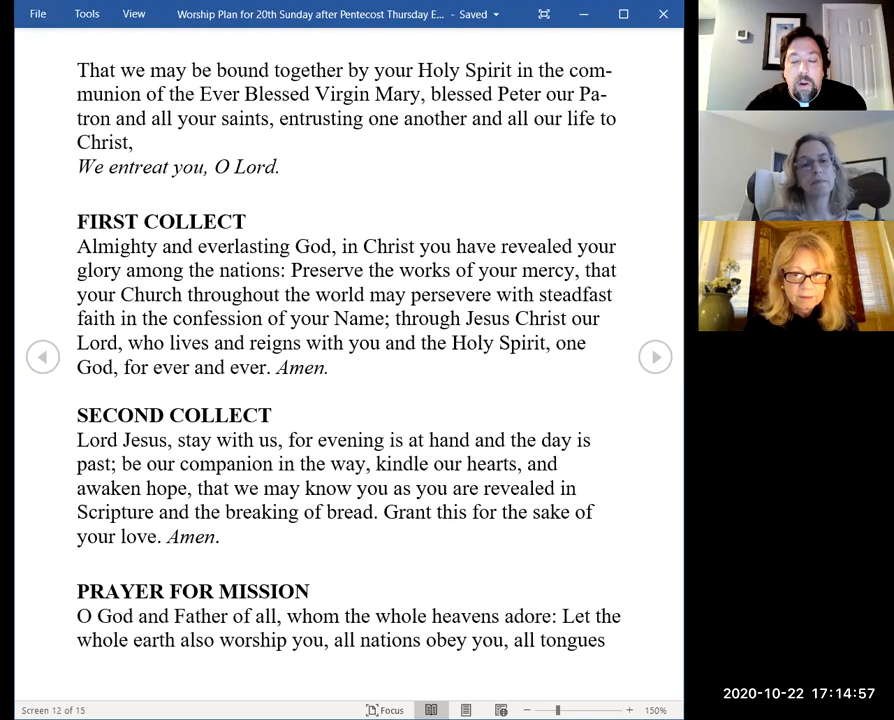 File Tools View Worship Plan for 20th Sunday after Pentecost Thursday E... - Saved
That we may be bound together by your Holy Spirit in the com-
munion of the Ever Blessed Virgin Mary, blessed Peter our Pa-
tron and all your saints, entrusting one another and all our life to
Christ,
We entreat you, O Lord.
FIRST COLLECT
Almighty and everlasting God, in Christ you have revealed your
glory among the nations: Preserve the works of your mercy, that
your Church throughout the world may persevere with steadfast
faith in the confession of your Name; through Jesus Christ our
Lord, who lives and reigns with you and the Holy Spirit, one
God, for ever and ever. Amen.
SECOND COLLECT
Lord Jesus, stay with us, for evening is at hand and the day is
past; be our companion in the way, kindle our hearts, and
awaken hope, that we may know you as you are revealed in
Scripture and the breaking of bread. Grant this for the sake of
your love. Amen.
PRAYER FOR MISSION
O God and Father of all, whom the whole heavens adore: Let the
whole earth also worship you, all nations obey you, all tongues
Screen 12 of 15 Focus 150%
2020-10-22 17:14:57